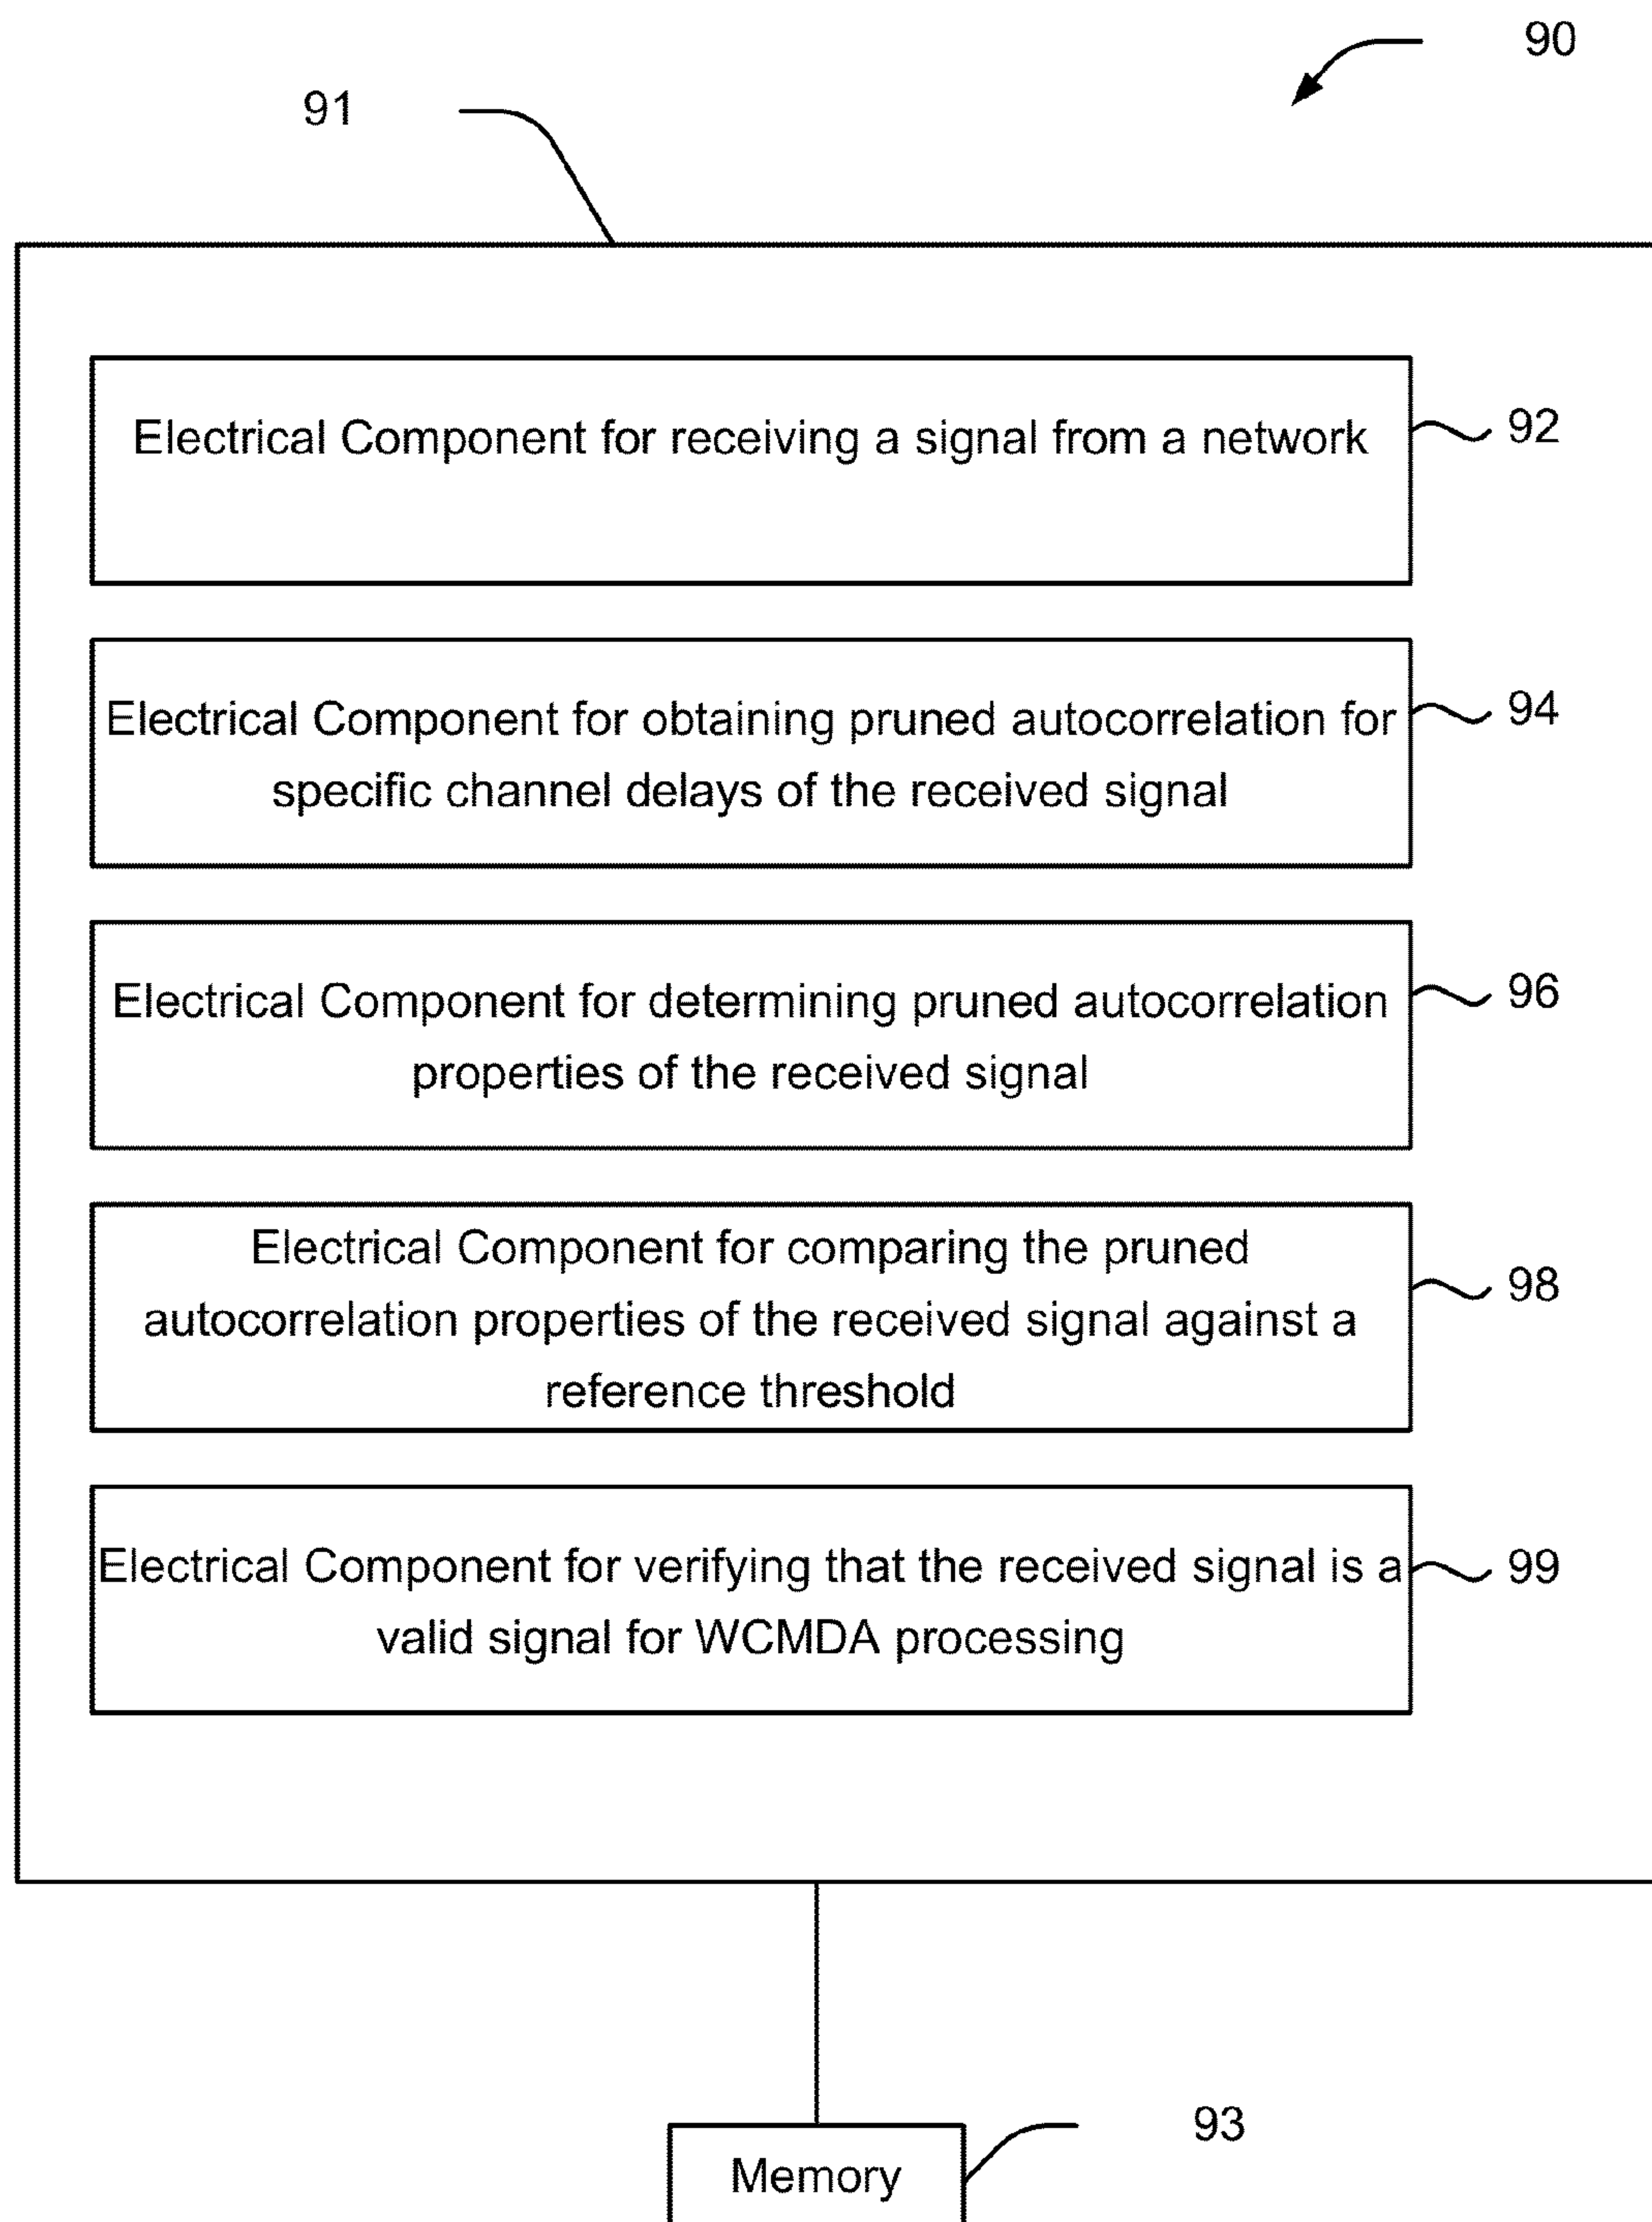 90
91
Electrical Component for receiving a signal from a network
92
Electrical Component for obtaining pruned autocorrelation for
specific channel delays of the received signal
94
Electrical Component for determining pruned autocorrelation
properties of the received signal
96
Electrical Component for comparing the pruned
autocorrelation properties of the received signal against a
reference threshold
98
Electrical Component for verifying that the received signal is a
valid signal for WCMDA processing
99
93
Memory